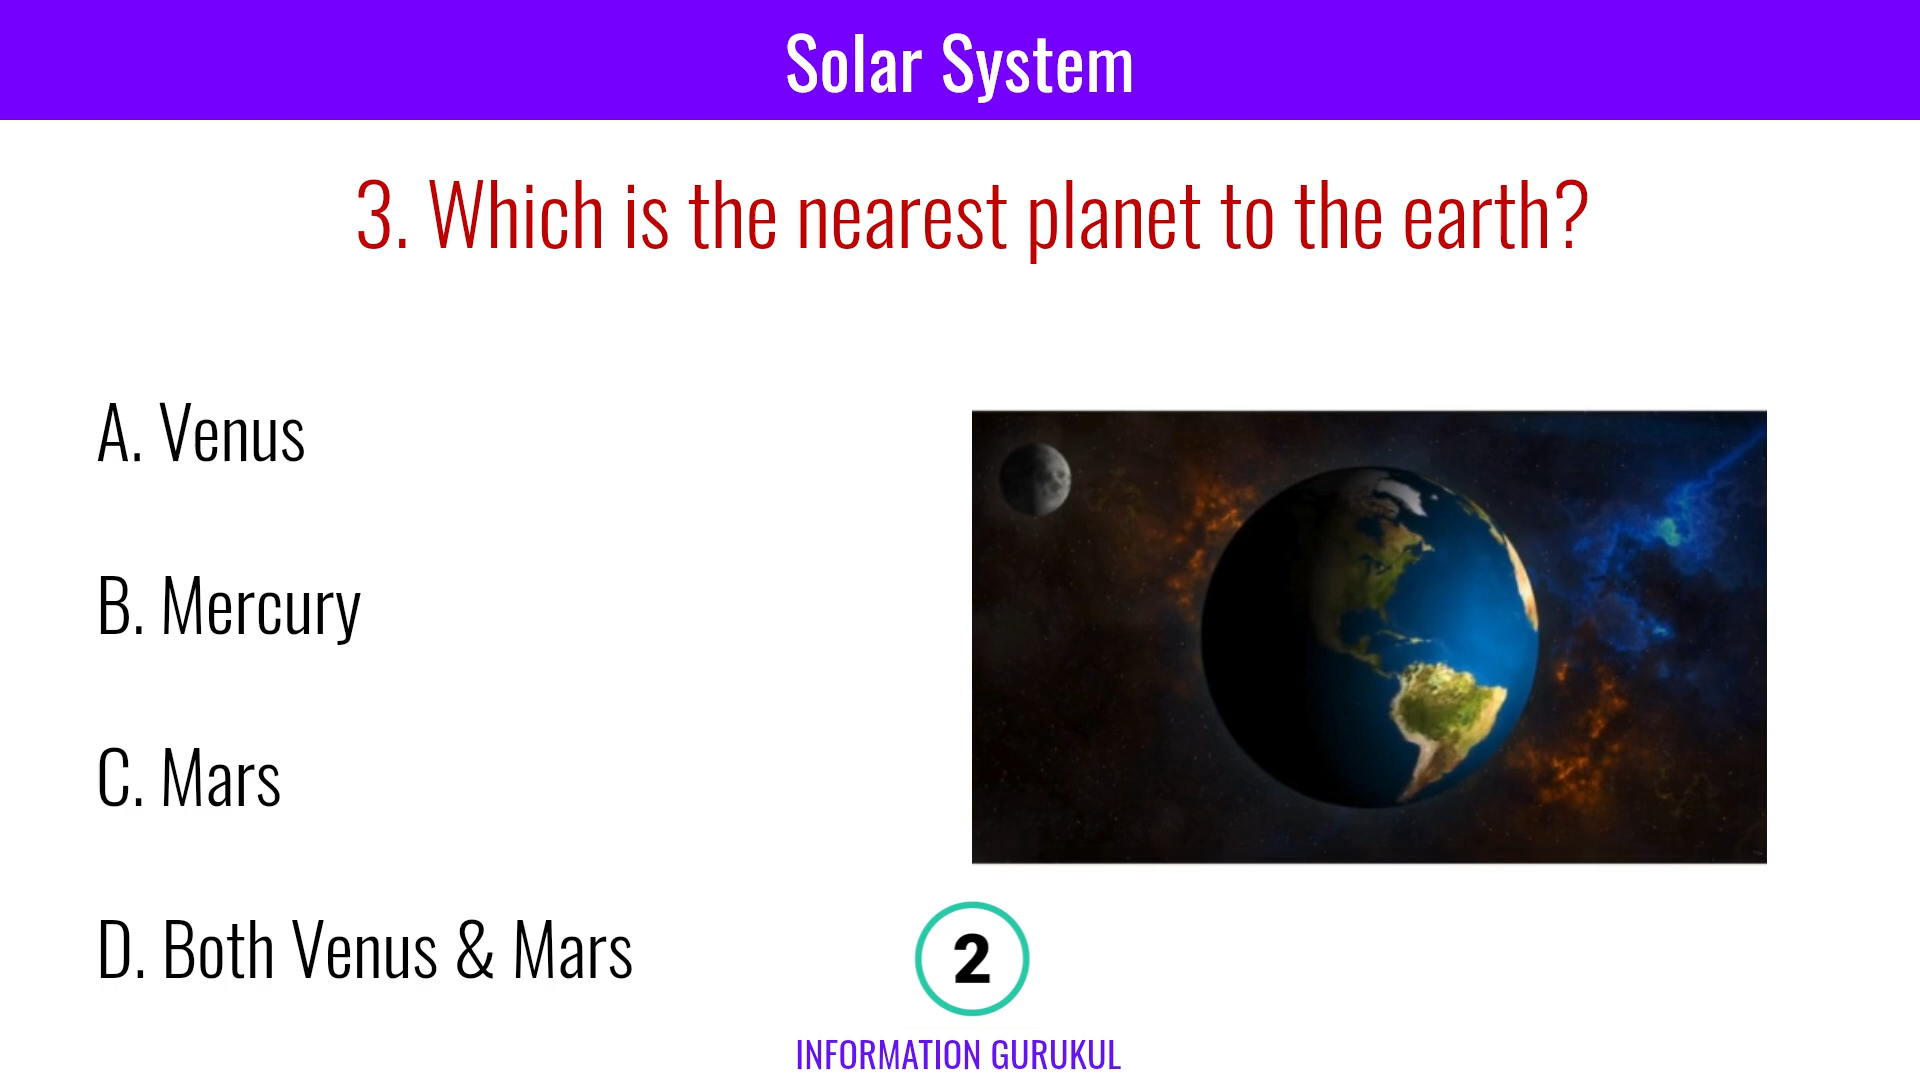 Solar System
3. Which is the nearest planet to the earth?
A. Venus
B. Mercury
C. Mars
D. Both Venus & Mars
2
INFORMATION GURUKUL